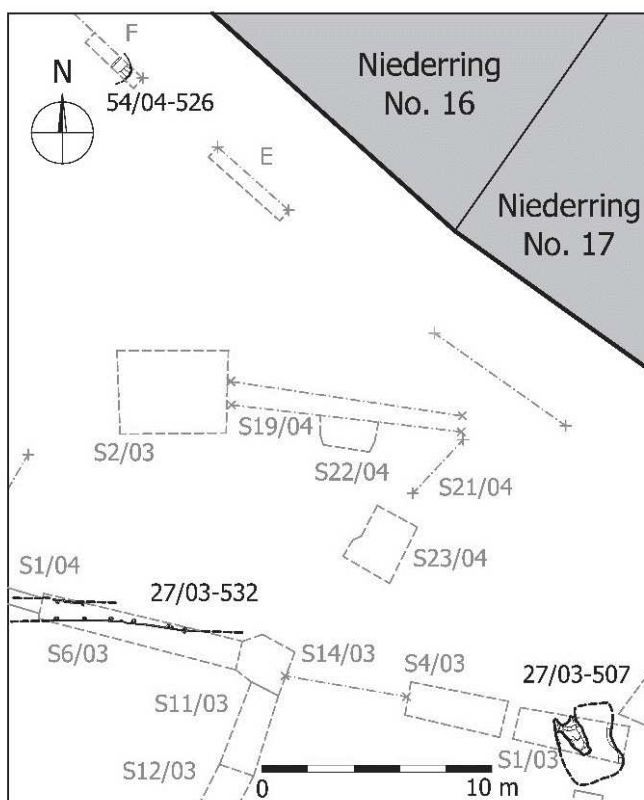 F
Niederring
No. 16
N
54/04-526
E
Niederring
No. 17
S19/04
S2/03
S22/04
S21/04
S23/04
S1/04
27/03-532
S6/03
S14/03
S4/03
27/03-507
S11/03
S1/03
S12/03
0
10 m